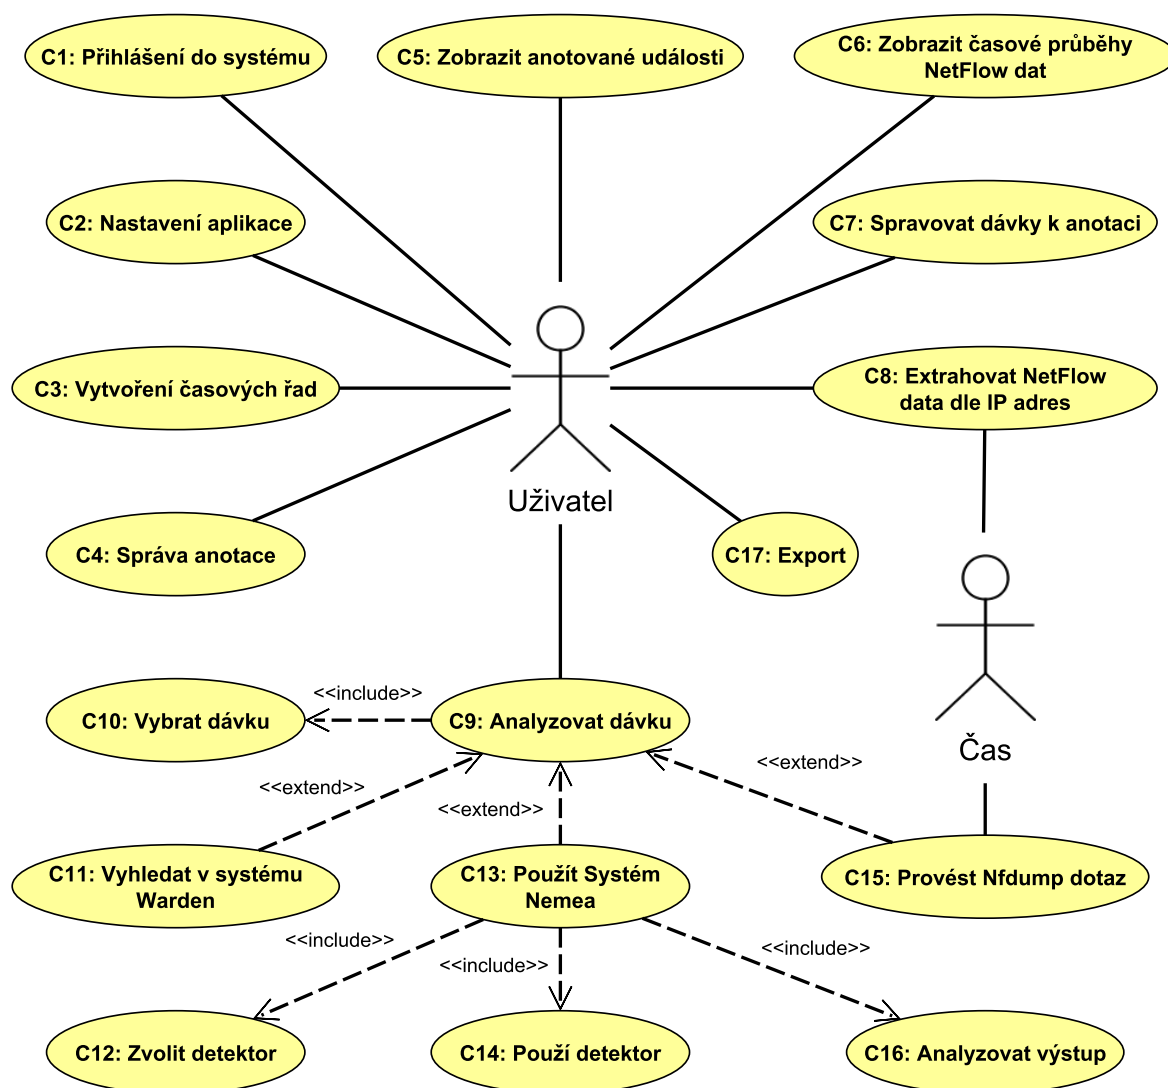 C1: Přihlášení do systému
C5: Zobrazit anotované události
C6: Zobrazit časové průběhy
NetFlow dat
C2: Nastavení aplikace
C7: Spravovat dávky k anotaci
C3: Vytvoření časových řad
C8: Extrahovat NetFlow
data dle IP adres
Uživatel
C4: Správa anotace
C17: Export
<<include>>
C10: Vybrat dávku
C9: Analyzovat dávku
Čas
<<extend>>
<<extend>>
<<extend>>
C11: Vyhledat v systému
Warden
C13: Použít Systém
Nemea
C15: Provést Nfdump dotaz
<<include>>
<<include>>
<<include>>
C12: Zvolit detektor
C14: Použí detektor
C16: Analyzovat výstup